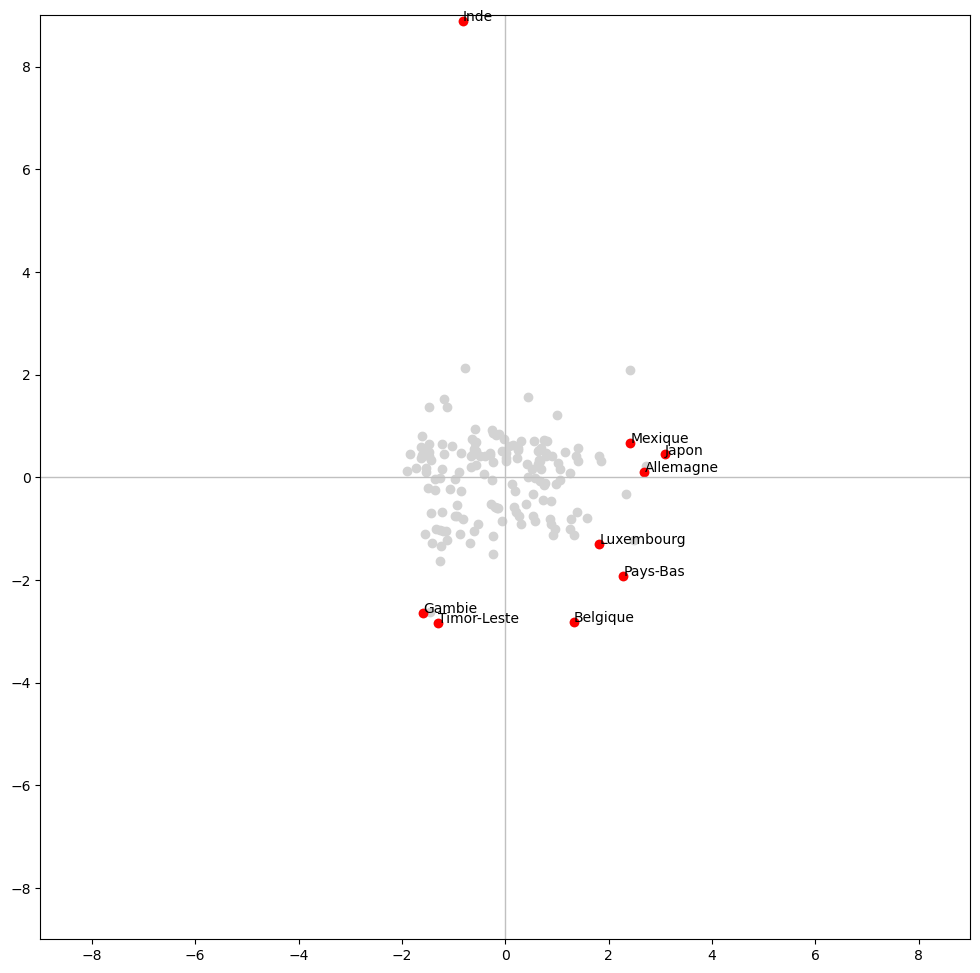 Inde
8
6
4
2
Mexique
Japon
Allemagne
0
Luxembourg
Pays-Bas
−2
Gambie
Timor-Leste
Belgique
−4
−6
−8
−8 −6 −4 −2 0 2 4 6 8